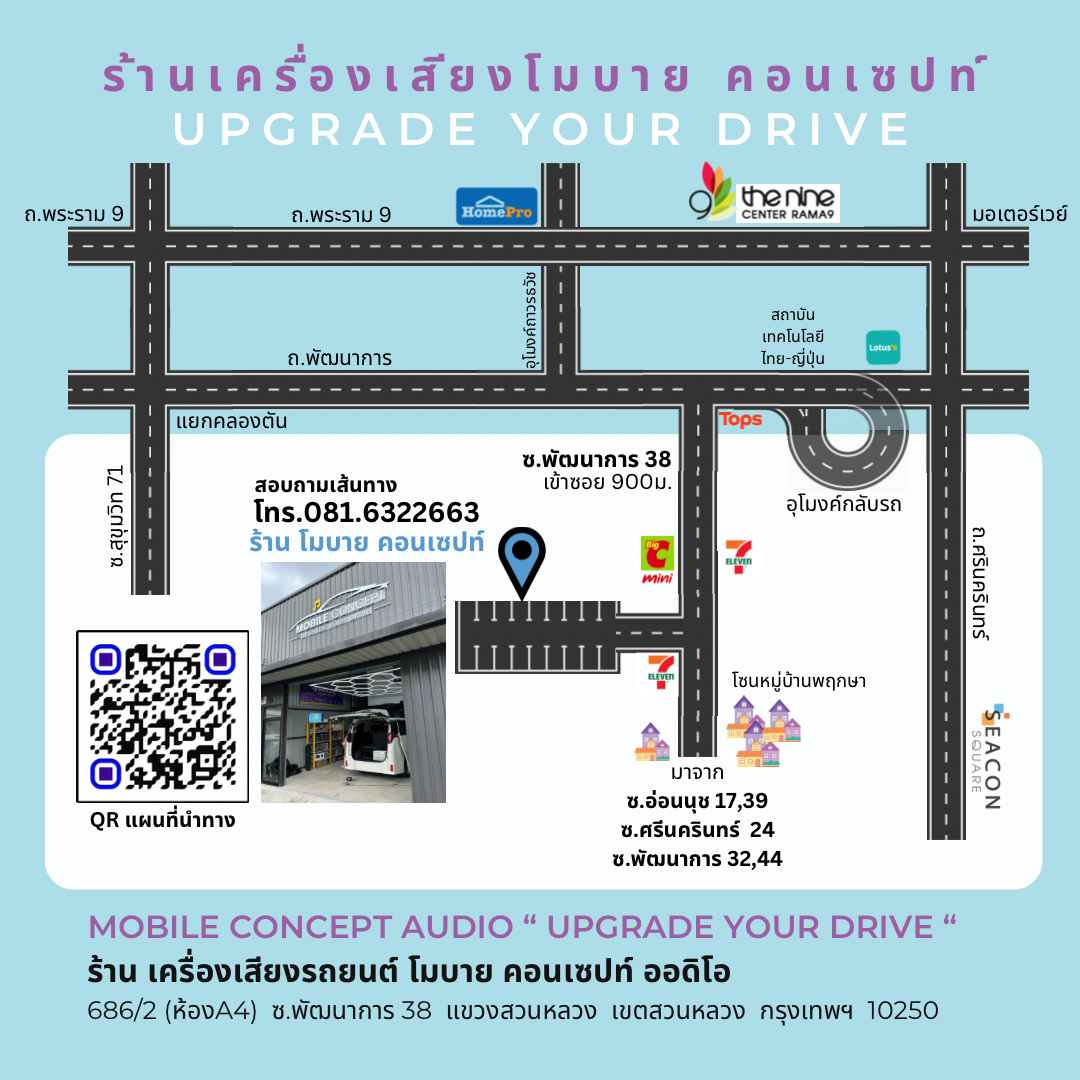 ร้านเครื่องเสียงโมบาย คอนเซปท์
UPGRADE YOUR DRIVE
ถ.พระราม 9
ถ.พระราม 9
HomePro
9 the nine
CENTER RAMA9
มอเตอร์เวย์
อุโมงค์ถาวรธวัช
สถาบัน
เทคโนโลยี
ไทย-ญี่ปุ่น
Lotus's
ถ.พัฒนาการ
แยกคลองตัน
Tops
ซ.สุขุมวิท 71
ซ.พัฒนาการ 38
เข้าซอย 900ม.
อุโมงค์กลับรถ
สอบถามเส้นทาง
โทร.081.6322663
ร้าน โมบาย คอนเซปท์
Big C
mini
7
ELEVEN
ถ.ศรีนครินทร์
MOBILE CONCEPT
7
ELEVEN
โซนหมู่บ้านพฤกษา
SEACON
SQUARE
มาจาก
ซ.อ่อนนุช 17,39
ซ.ศรีนครินทร์ 24
ซ.พัฒนาการ 32,44
QR แผนที่นำทาง
MOBILE CONCEPT AUDIO “ UPGRADE YOUR DRIVE “
ร้าน เครื่องเสียงรถยนต์ โมบาย คอนเซปท์ ออดิโอ
686/2 (ห้องA4) ซ.พัฒนาการ 38 แขวงสวนหลวง เขตสวนหลวง กรุงเทพฯ 10250